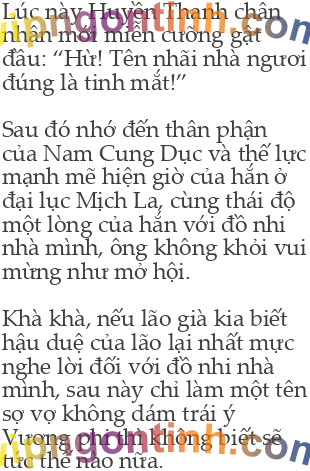 Lúc này Huyền Thanh chân
nhân mới miễn cưỡng gật
đầu: “Hừ! Tên nhãi nhà ngươi
đúng là tinh mắt!”
Sau đó nhớ đến thân phận
của Nam Cung Dục và thế lực
mạnh mẽ hiện giờ của hắn ở
đại lục Mịch La, cùng thái độ
một lòng của hắn với đồ nhi
nhà mình, ông không khỏi vui
mừng như mở hội.
Khà khà, nếu lão già kia biết
hậu duệ của lão lại nhất mực
nghe lời đối với đồ nhi nhà
mình, sau này chỉ làm một tên
sợ vợ không dám trái ý
Vương phi thì không biết sẽ
tức thế nào nữa.
vipngontinh.com
vipngontinh.com